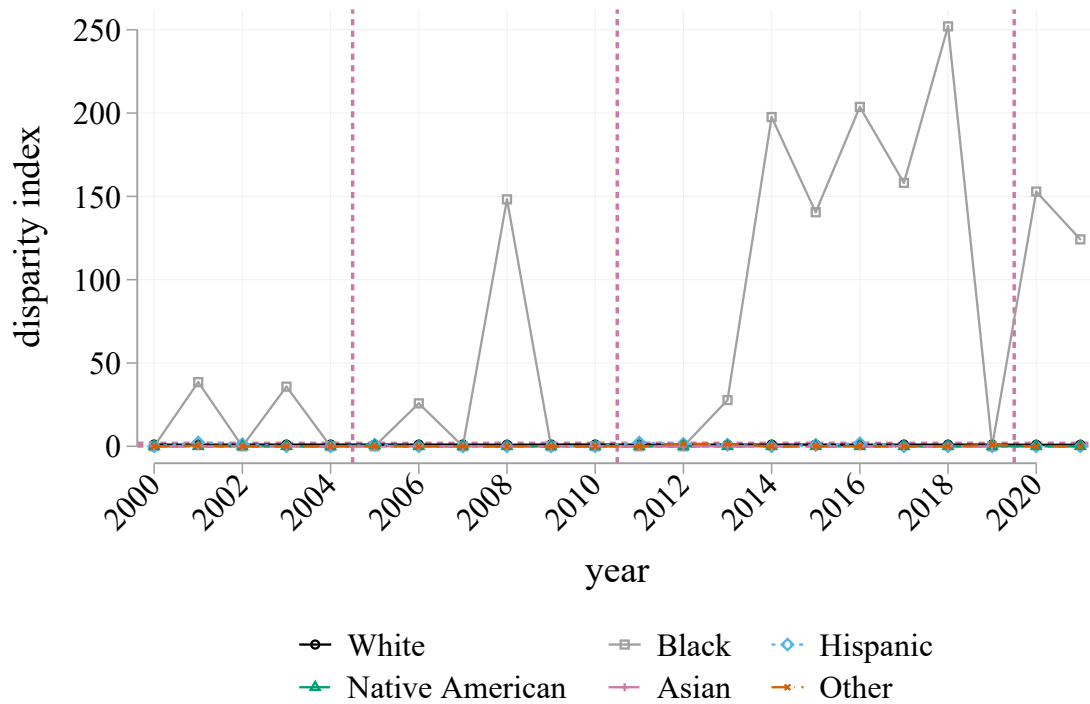 250
200
150
100
50
0
disparity index
2000 2002 2004 2006 2008 2010 2012 2014 2016 2018 2020
year
White Black Hispanic
Native American Asian Other